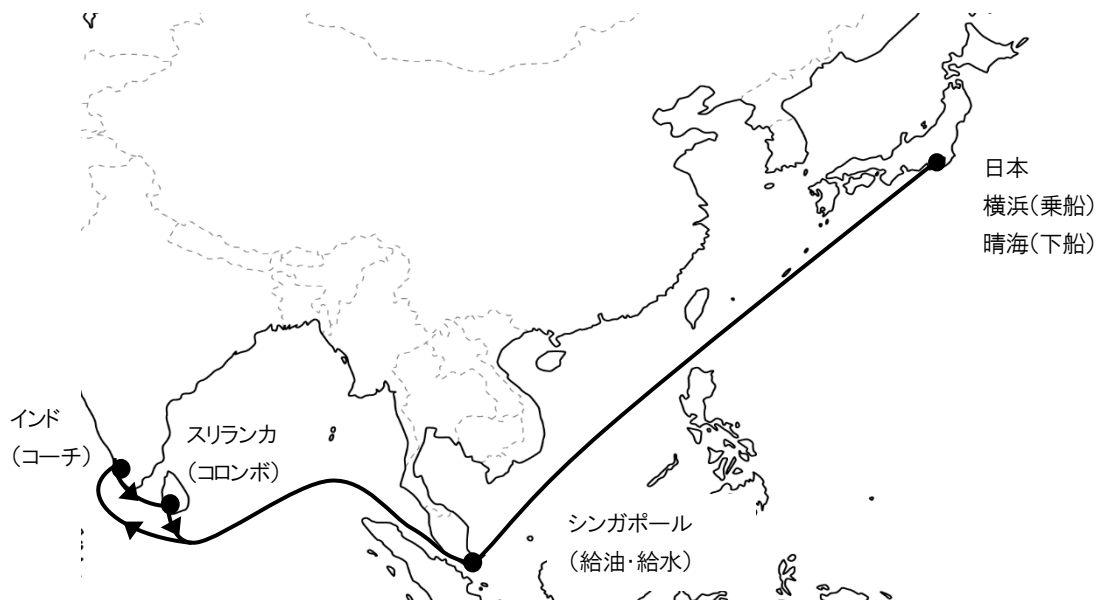 日本
横浜（乗船）
晴海（下船）
インド
（コーチ）
スリランカ
（コロンボ）
シンガポール
（給油･給水）